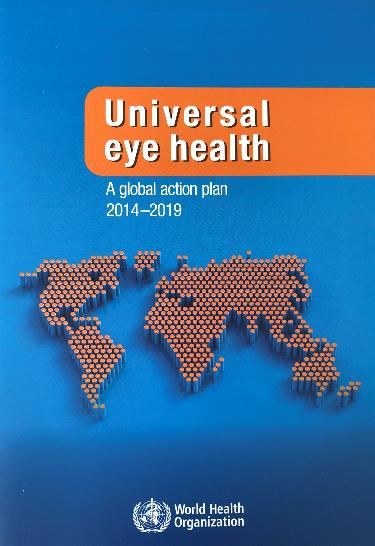 Universal
eye health
A global action plan
2014–2019
World Health
Organization